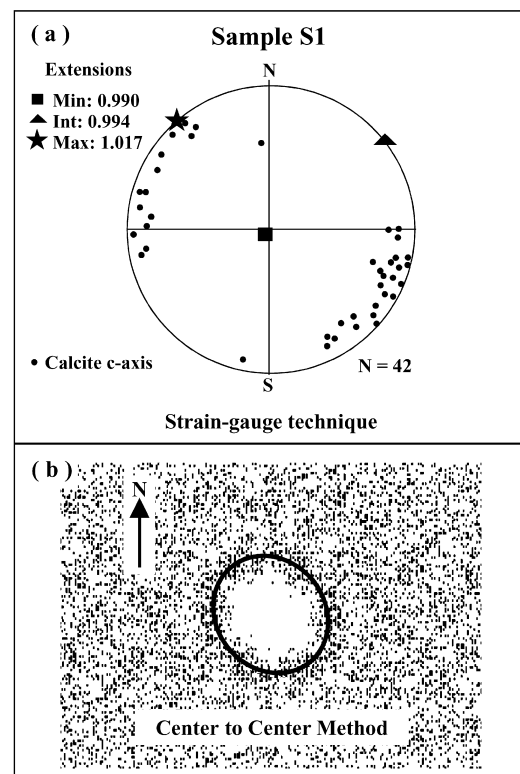 ( a )
Sample S1
Extensions
Min: 0.990
Int: 0.994
Max: 1.017
N
S
Calcite c-axis
N = 42
Strain-gauge technique
( b )
N
Center to Center Method